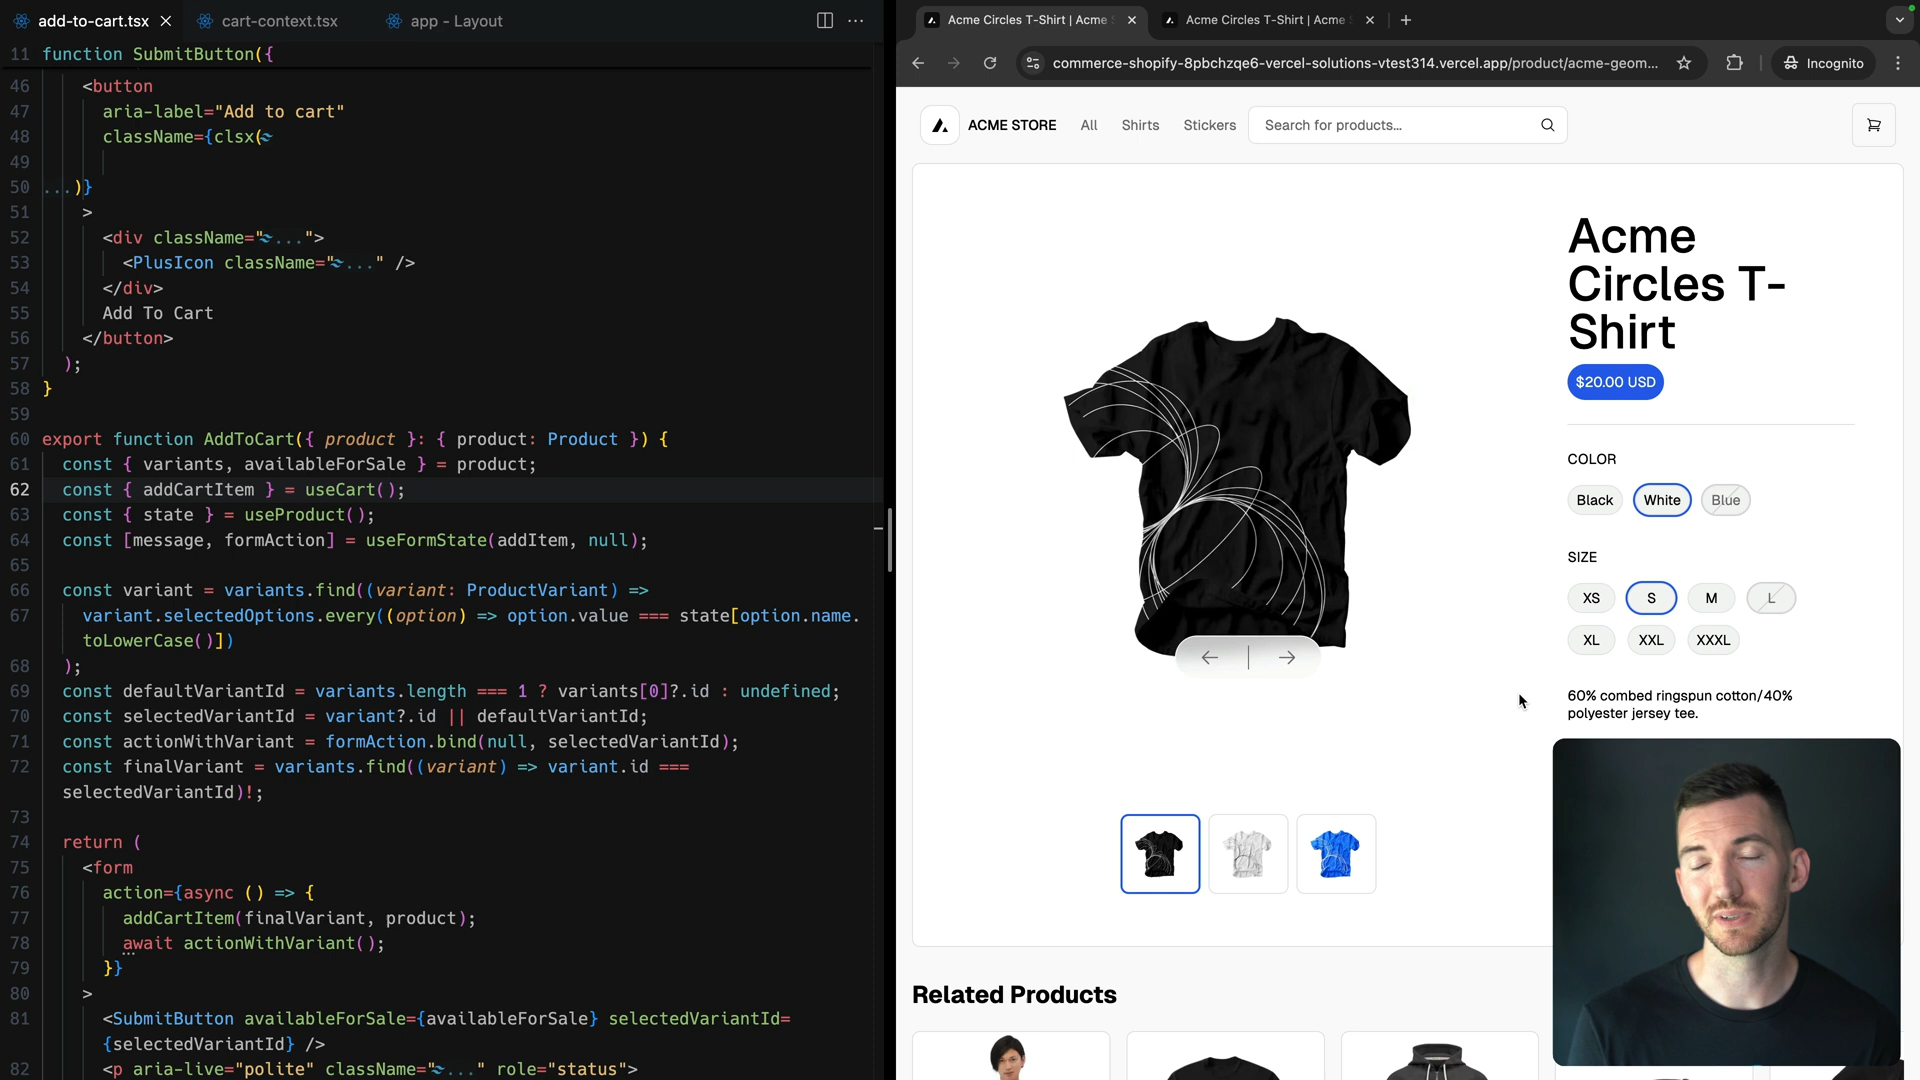 add-to-cart.tsx
cart-context.tsx
app - Layout
11 function SubmitButton({
46 <button
47 aria-label="Add to cart"
48 className={clsx(
49
50 ...)}
51 >
52 <div className="...">
53 <PlusIcon className="..." />
54 </div>
55 Add To Cart
56 </button>
57 );
58 }
59
60 export function AddToCart({ product }: { product: Product }) {
61 const { variants, availableForSale } = product;
62 const { addCartItem } = useCart();
63 const { state } = useProduct();
64 const [message, formAction] = useFormState(addItem, null);
65
66 const variant = variants.find((variant: ProductVariant) =>
67 variant.selectedOptions.every((option) => option.value === state[option.name.
toLowerCase()])
68 );
69 const defaultVariantId = variants.length === 1 ? variants[0]?.id : undefined;
70 const selectedVariantId = variant?.id || defaultVariantId;
71 const actionWithVariant = formAction.bind(null, selectedVariantId);
72 const finalVariant = variants.find((variant) => variant.id ===
selectedVariantId)!;
73
74 return (
75 <form
76 action={async () => {
77 addCartItem(finalVariant, product);
78 await actionWithVariant();
79 }}
80 >
81 <SubmitButton availableForSale={availableForSale} selectedVariantId=
{selectedVariantId} />
82 <p aria-live="polite" className="..." role="status">
Acme Circles T-Shirt | Acme
Acme Circles T-Shirt | Acme
commerce-shopify-8pbchzqe6-vercel-solutions-vtest314.vercel.app/product/acme-geom...
Incognito
ACME STORE
All
Shirts
Stickers
Search for products...
Acme
Circles T-
Shirt
$20.00 USD
COLOR
Black White Blue
SIZE
XS S M L
XL XXL XXXL
60% combed ringspun cotton/40%
polyester jersey tee.
Related Products